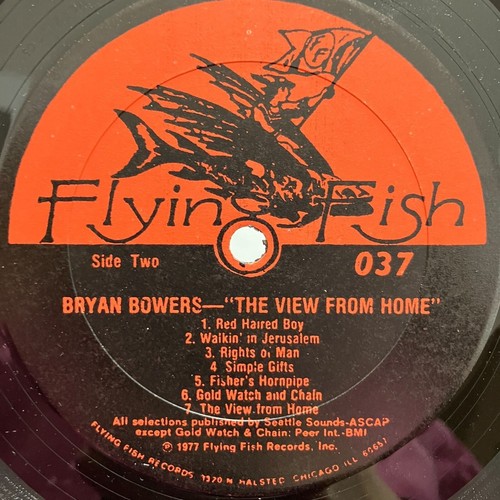 Flying Fish
Side Two 037
BRYAN BOWERS—"THE VIEW FROM HOME"
1. Red Haired Boy
2. Walkin' in Jerusalem
3. Rights of Man
4. Simple Gifts
5. Fisher's Hornpipe
6. Gold Watch and Chain
7. The View from Home
All selections published by Seattle Sounds-ASCAP
except Gold Watch & Chain: Peer Int.-BMI
℗ 1977 Flying Fish Records, Inc.
FLYING FISH RECORDS 1320 N. HALSTED CHICAGO ILL 60657